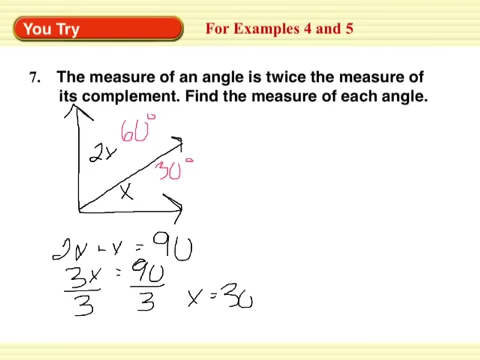 You Try
For Examples 4 and 5
7. The measure of an angle is twice the measure of
its complement. Find the measure of each angle.
60°
2x
30°
x
2x + x = 90
3x = 90
3 3
x = 30